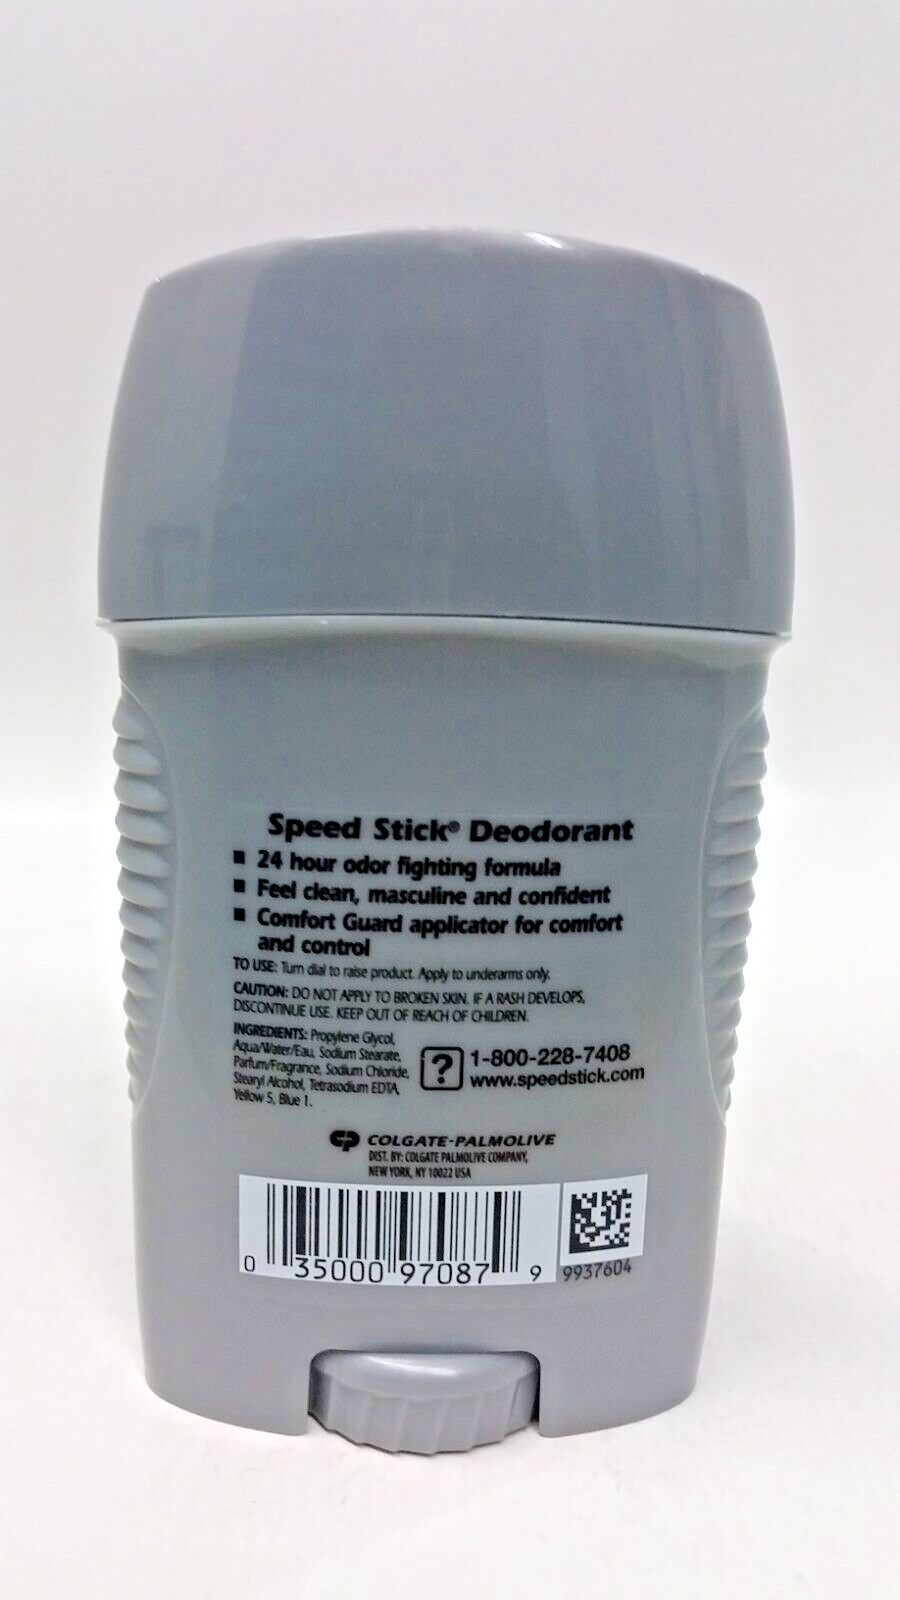 Speed Stick® Deodorant
■ 24 hour odor fighting formula
■ Feel clean, masculine and confident
■ Comfort Guard applicator for comfort
and control
TO USE: Turn dial to raise product. Apply to underarms only.
CAUTION: DO NOT APPLY TO BROKEN SKIN. IF A RASH DEVELOPS,
DISCONTINUE USE. KEEP OUT OF REACH OF CHILDREN.
INGREDIENTS: Propylene Glycol,
Aqua/Water/Eau, Sodium Stearate,
Parfum/Fragrance, Sodium Chloride,
Stearyl Alcohol, Tetrasodium EDTA,
Yellow 5, Blue 1.
?
1-800-228-7408
www.speedstick.com
CP COLGATE-PALMOLIVE
DIST. BY: COLGATE PALMOLIVE COMPANY,
NEW YORK, NY 10022 USA
0 35000 97087 9
9937604